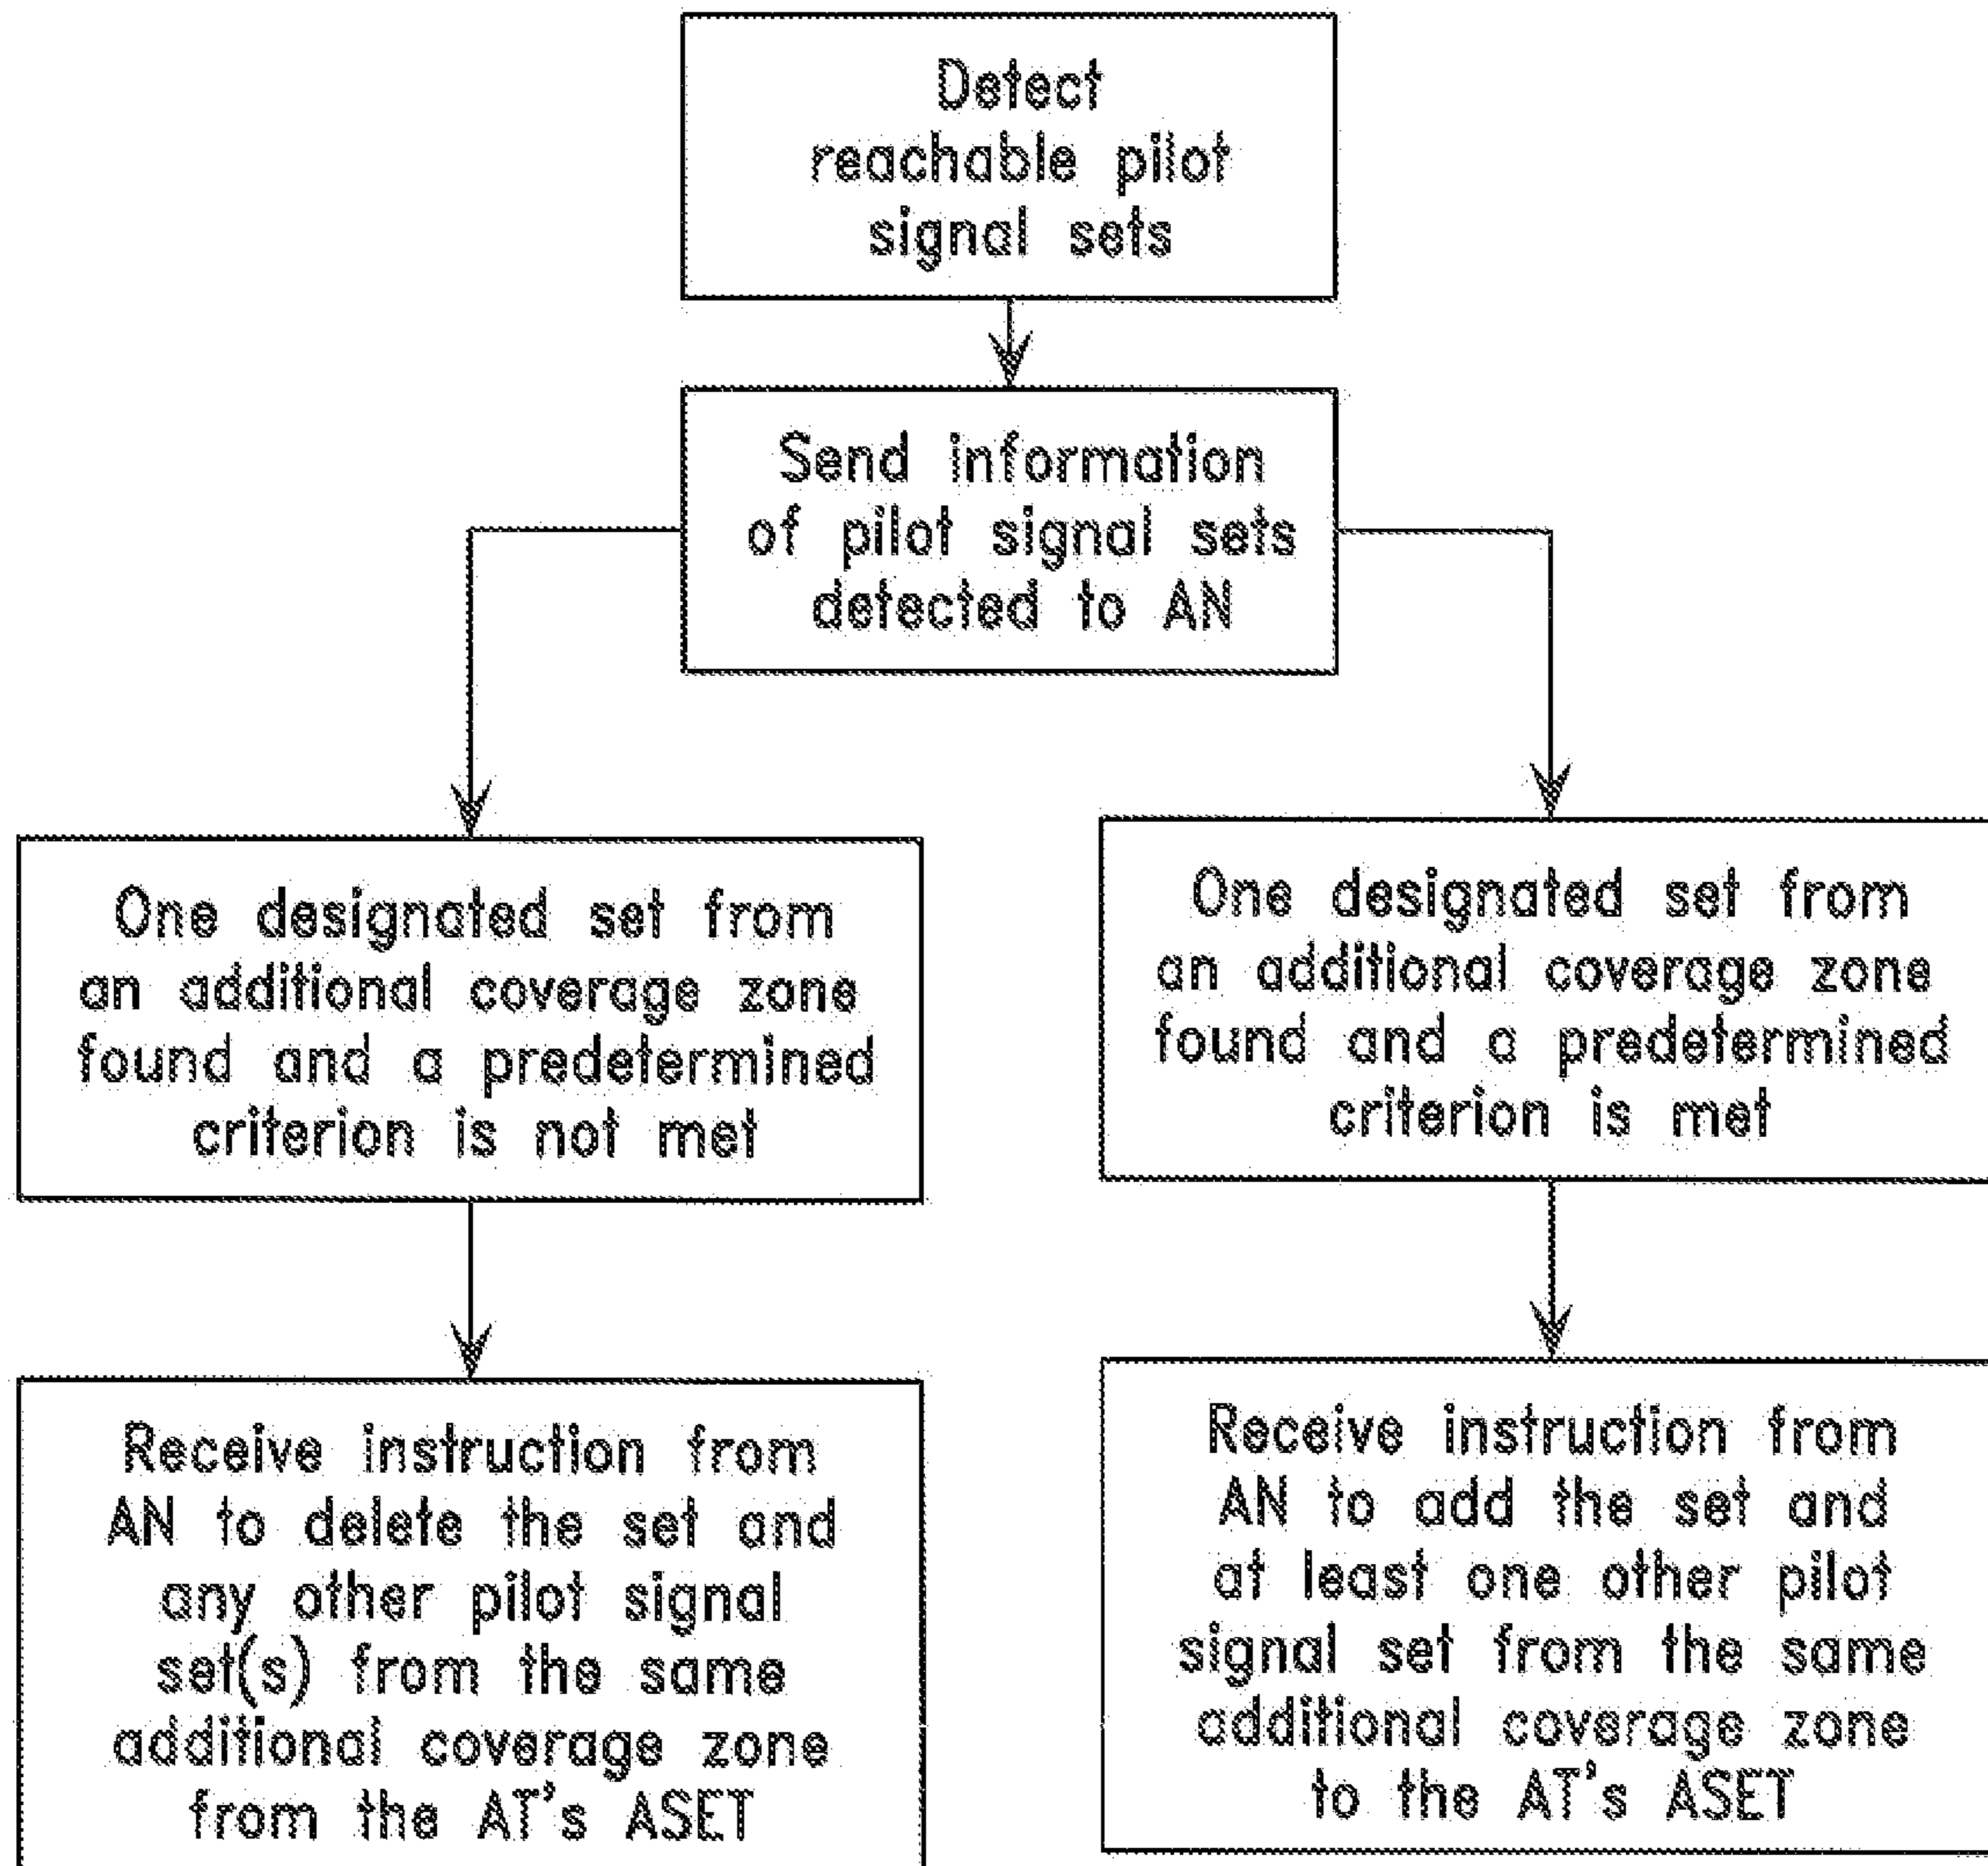 Detect
reachable pilot
signal sets
Send information
of pilot signal sets
detected to AN
One designated set from
an additional coverage zone
found and a predetermined
criterion is not met
One designated set from
an additional coverage zone
found and a predetermined
criterion is met
Receive instruction from
AN to delete the set and
any other pilot signal
set(s) from the same
additional coverage zone
from the AT's ASET
Receive instruction from
AN to add the set and
at least one other pilot
signal set from the same
additional coverage zone
to the AT's ASET